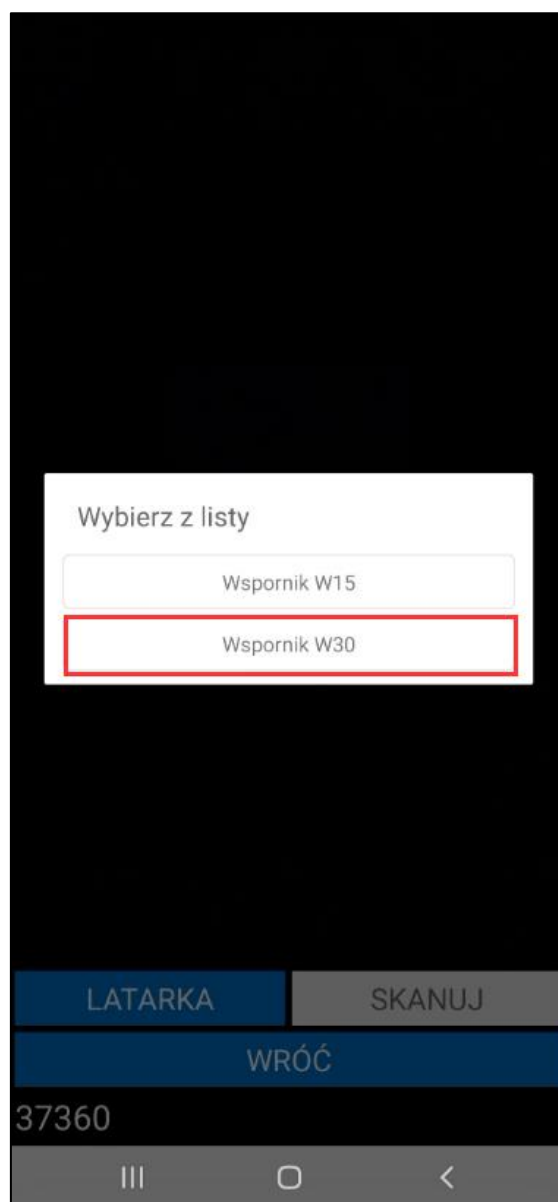 Wybierz z listy
Wspornik W15
Wspornik W30
LATARKA SKANUJ
WRÓĆ
37360